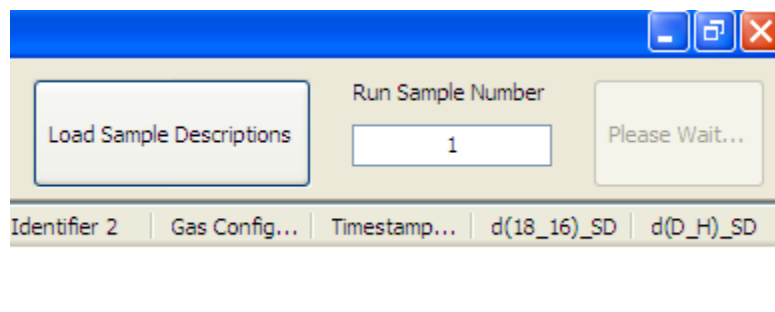 Run Sample Number
Load Sample Descriptions 1 Please Wait...
Identifier 2 Gas Config... Timestamp... d(18_16)_SD d(D_H)_SD